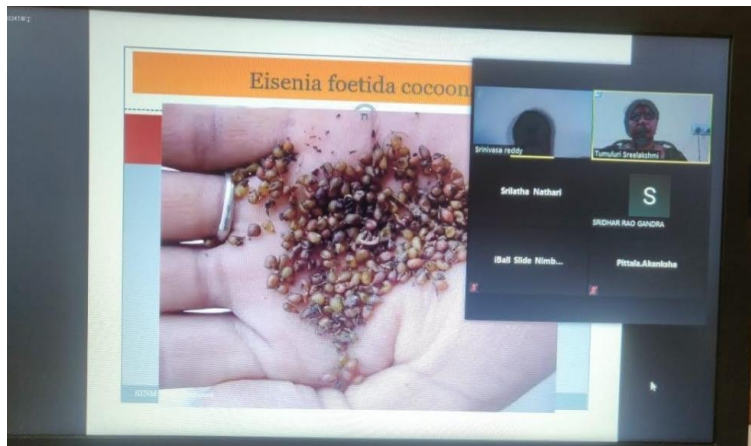 Eisenia foetida cocoon
Srinivasa reddy
Tumuluri Sreelakshmi
Srilatha Nathari
S
SRIDHAR RAO GANDRA
iBall Slide Nimb...
Pittala.Akanksha